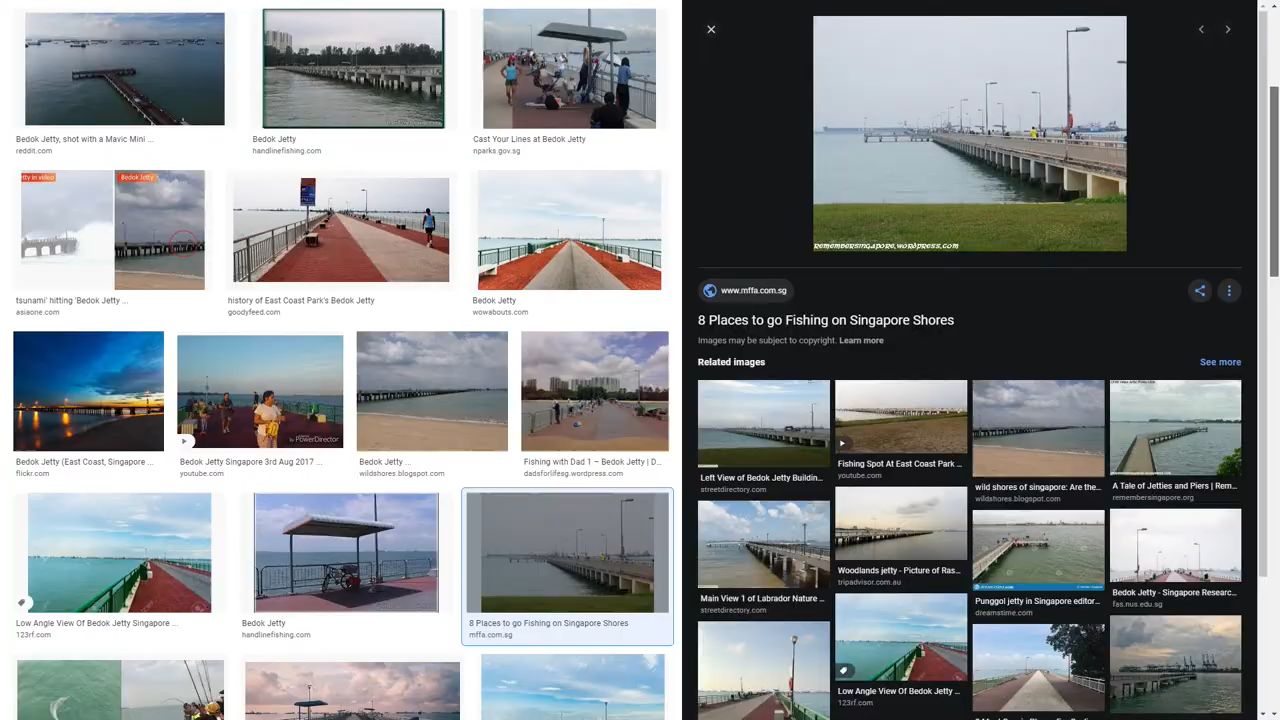 Bedok Jetty, shot with a Mavic Mini ...
reddit.com
Bedok Jetty
handlinefishing.com
Cast Your Lines at Bedok Jetty
nparks.gov.sg
tty in video
Bedok Jetty
tsunami' hitting 'Bedok Jetty ...
asiaone.com
history of East Coast Park's Bedok Jetty
goodyfeed.com
Bedok Jetty
wowabouts.com
Bedok Jetty (East Coast, Singapore ...
flickr.com
by PowerDirector
Bedok Jetty Singapore 3rd Aug 2017 ...
youtube.com
Bedok Jetty ...
wildshores.blogspot.com
Fishing with Dad 1 – Bedok Jetty | D...
dadsforlifeag.wordpress.com
Low Angle View Of Bedok Jetty Singapore ...
123rf.com
Bedok Jetty
handlinefishing.com
8 Places to go Fishing on Singapore Shores
mffa.com.sg
REMEMBERSINGAPORE.WORDPRESS.COM
www.mffa.com.sg
8 Places to go Fishing on Singapore Shores
Images may be subject to copyright. Learn more
Related images
See more
Left View of Bedok Jetty Buildin...
streetdirectory.com
Fishing Spot At East Coast Park ...
youtube.com
wild shores of singapore: Are the...
wildshores.blogspot.com
A Tale of Jetties and Piers | Rem...
remembersingapore.org
Main View 1 of Labrador Nature ...
streetdirectory.com
Woodlands jetty - Picture of Ras...
tripadvisor.com.au
Punggol jetty in Singapore editor...
dreamstime.com
Bedok Jetty - Singapore Researc...
fas.nus.edu.sg
Low Angle View Of Bedok Jetty ...
123rf.com